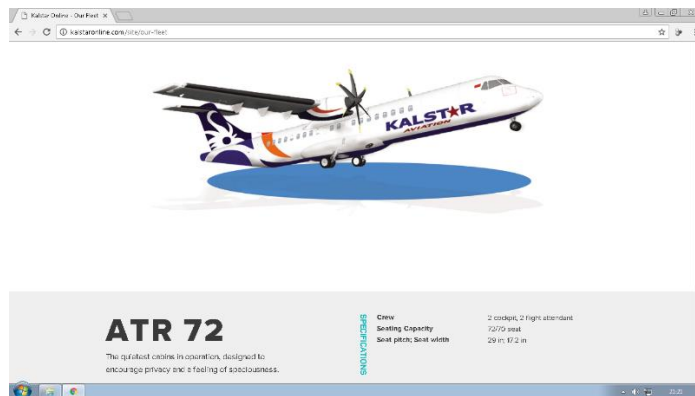 Kalstar Online - Our Fleet
kalstaronline.com/site/our-fleet
KALSTAR
AVIATION
ATR 72
The quietest cabins in operation, designed to
encourage privacy and a feeling of speciousness.
SPECIFICATIONS
Crew 2 cockpit, 2 flight attendant
Seating Capacity 72/70 seat
Seat pitch; Seat width 29 in; 17.2 in